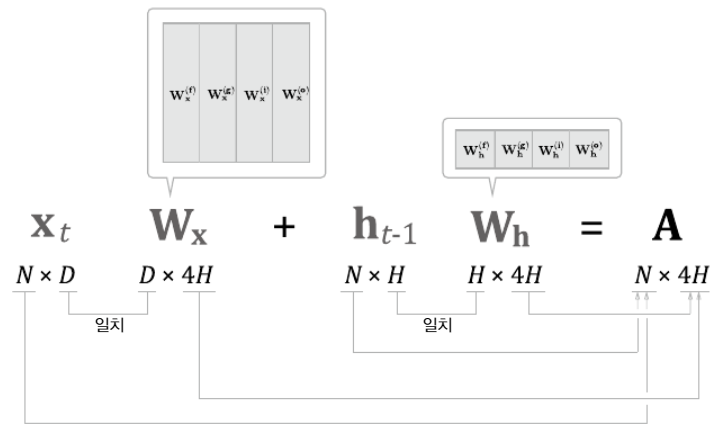 W_x^(f) W_x^(g) W_x^(i) W_x^(o)
W_h^(f) W_h^(g) W_h^(i) W_h^(o)
x_t W_x + h_t-1 W_h = A
N × D D × 4H N × H H × 4H N × 4H
일치 일치